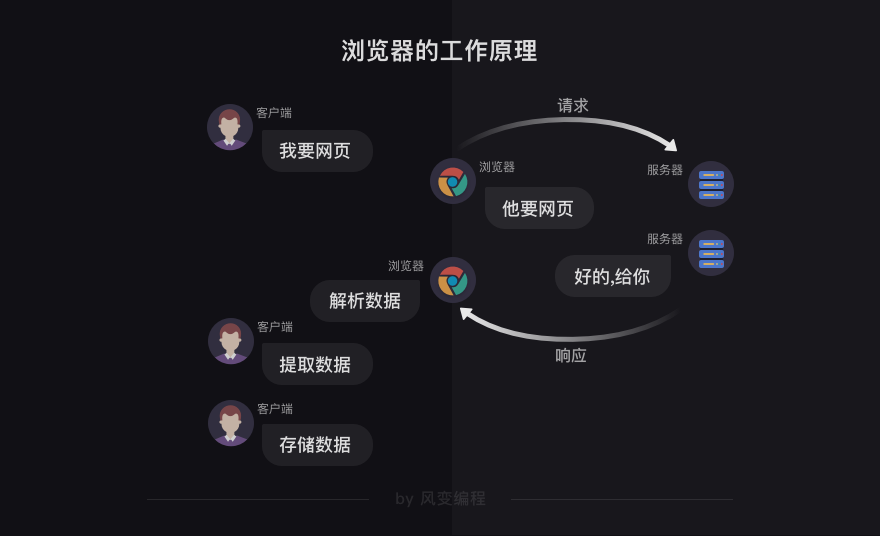 浏览器的工作原理
请求
客户端
我要网页
浏览器
他要网页
服务器
服务器
好的,给你
浏览器
解析数据
响应
客户端
提取数据
客户端
存储数据
by 风变编程